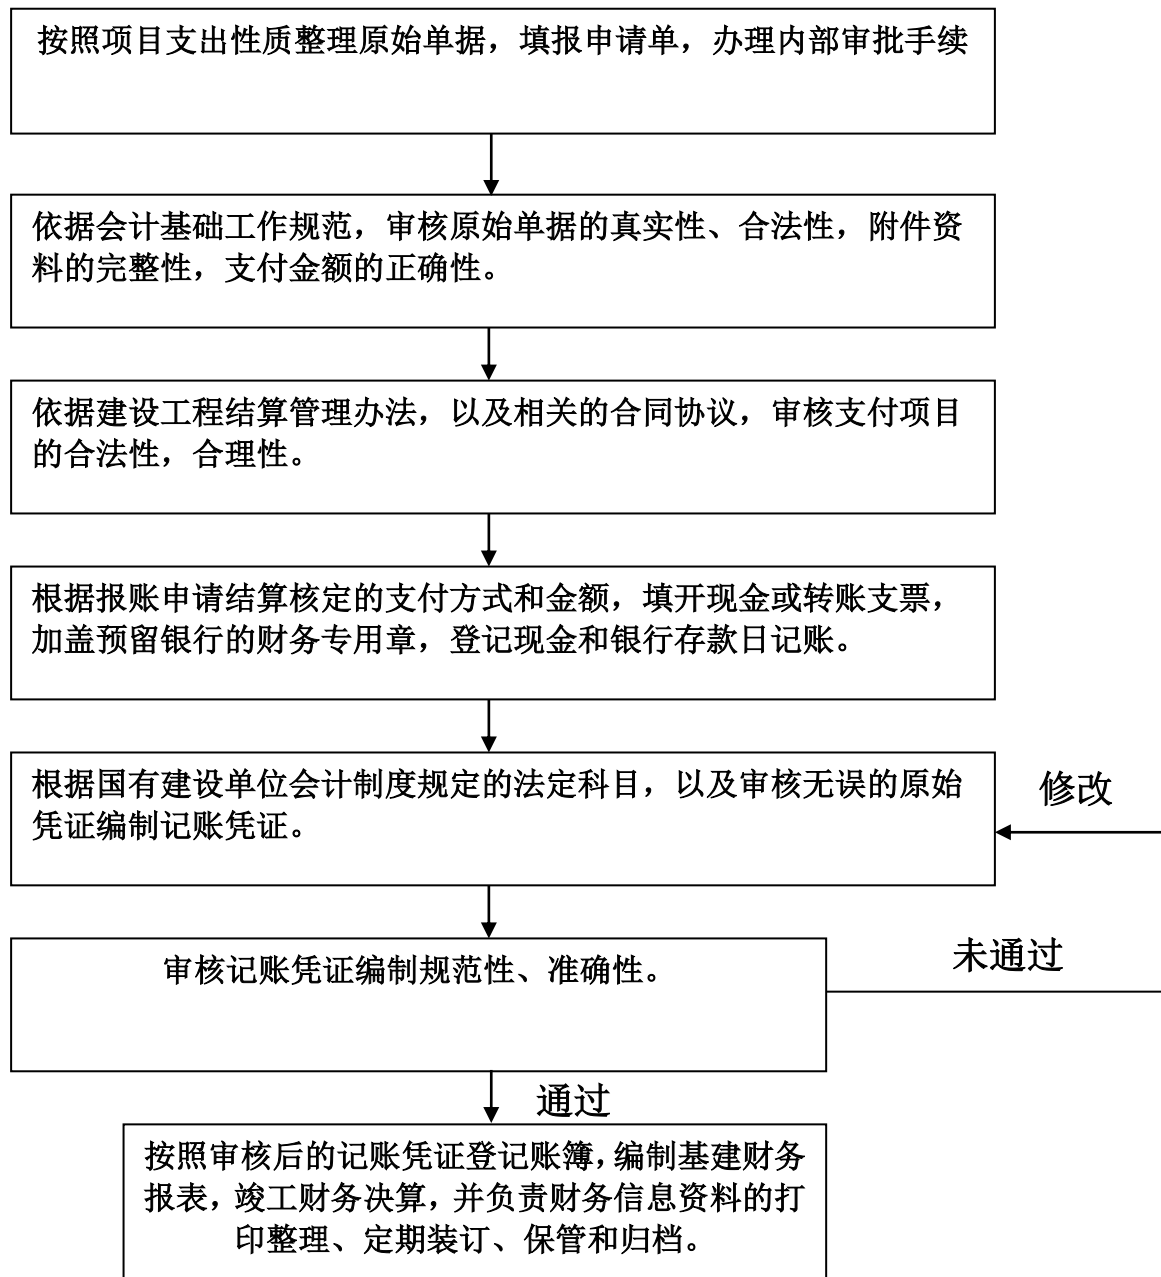 按照项目支出性质整理原始单据，填报申请单，办理内部审批手续
依据会计基础工作规范，审核原始单据的真实性、合法性，附件资
料的完整性，支付金额的正确性。
依据建设工程结算管理办法，以及相关的合同协议，审核支付项目
的合法性，合理性。
根据报账申请结算核定的支付方式和金额，填开现金或转账支票，
加盖预留银行的财务专用章，登记现金和银行存款日记账。
根据国有建设单位会计制度规定的法定科目，以及审核无误的原始
凭证编制记账凭证。
修改
审核记账凭证编制规范性、准确性。
未通过
通过
按照审核后的记账凭证登记账簿，编制基建财务
报表，竣工财务决算，并负责财务信息资料的打
印整理、定期装订、保管和归档。